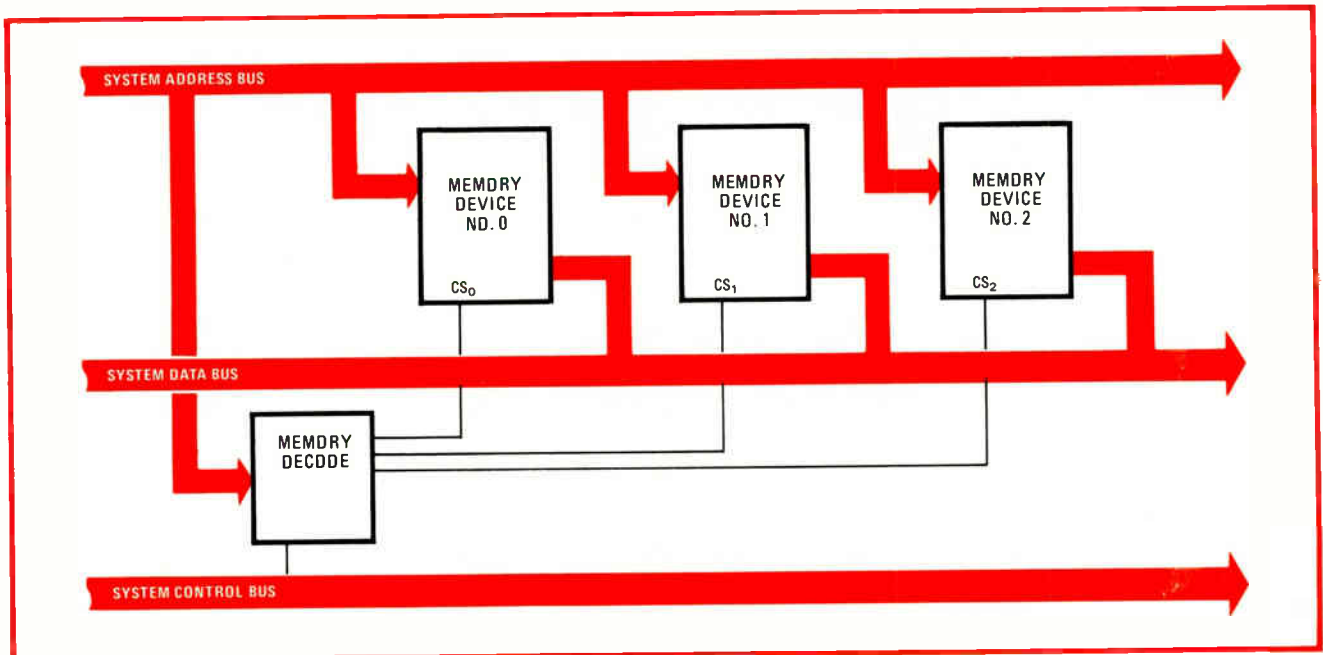 SYSTEM ADDRESS BUS
MEMDRY
DEVICE
ND. 0
CS₀
MEMDRY
DEVICE
NO. 1
CS₁
MEMDRY
DEVICE
NO. 2
CS₂
SYSTEM DATA BUS
MEMDRY
DECDDE
SYSTEM CONTROL BUS